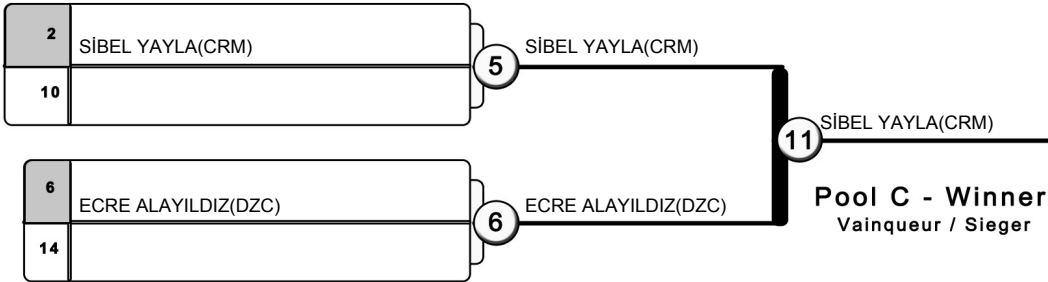 2
SİBEL YAYLA(CRM)
10
5
SİBEL YAYLA(CRM)
6
ECRE ALAYILDIZ(DZC)
14
6
ECRE ALAYILDIZ(DZC)
11
SİBEL YAYLA(CRM)
Pool C - Winner
Vainqueur / Sieger